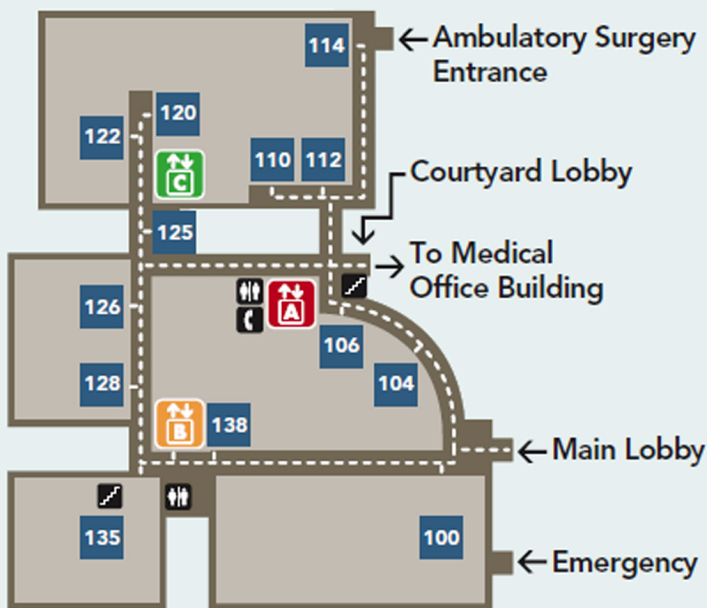 114
Ambulatory Surgery
Entrance
120
122
110
112
C
Courtyard Lobby
125
To Medical
Office Building
126
A
106
128
104
B
138
Main Lobby
135
100
Emergency